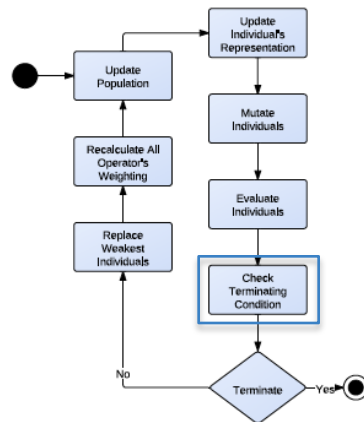 Update
Individual's
Representation
Update
Population
Mutate
Individuals
Recalculate All
Operator's
Weighting
Evaluate
Individuals
Replace
Weakest
Individuals
Check
Terminating
Condition
No
Terminate
Yes